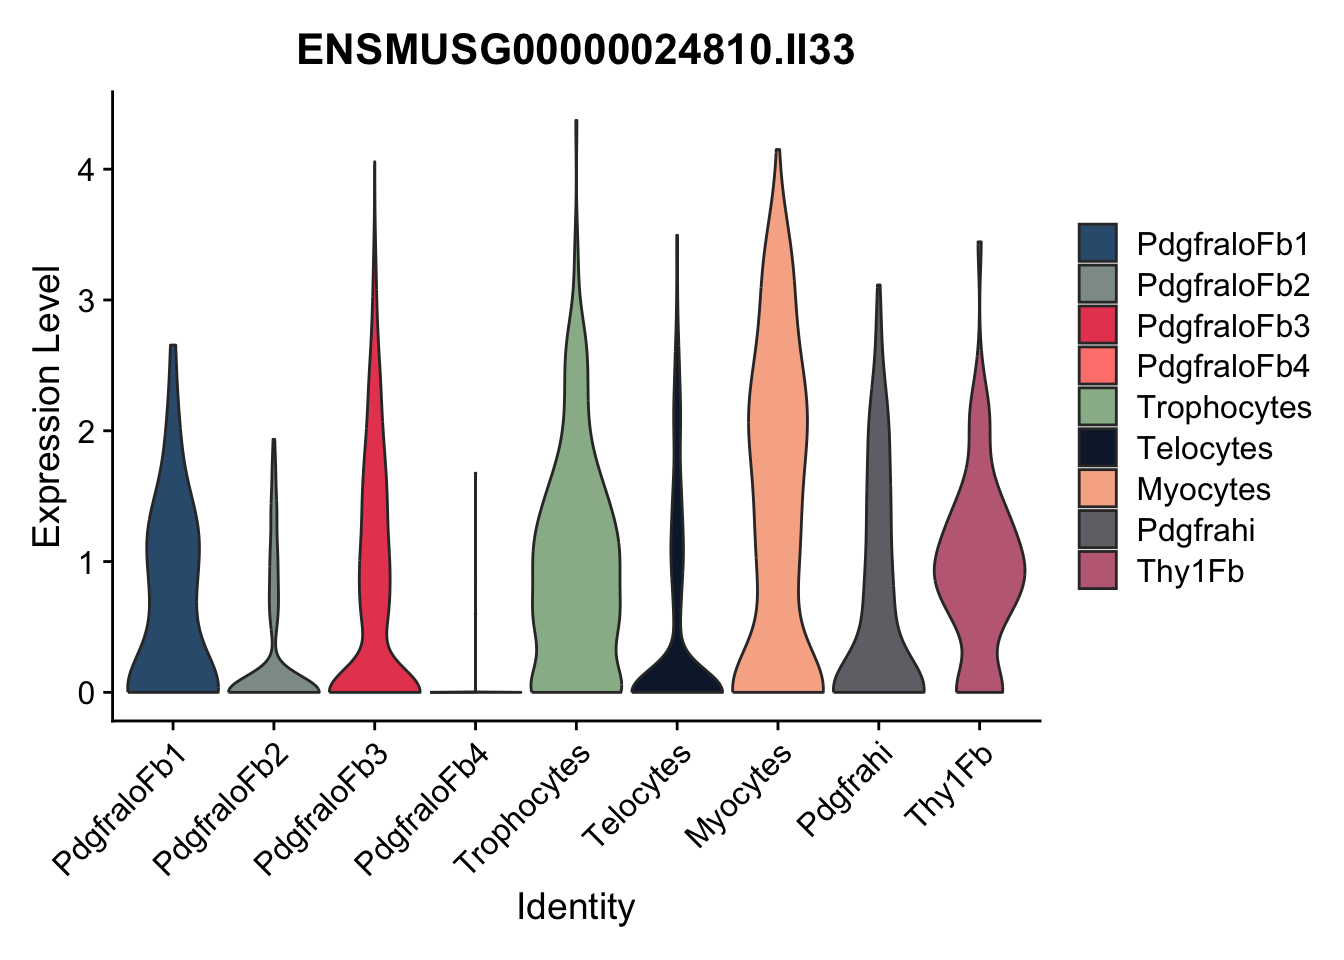 ENSMUSG00000024810.Il33
Expression Level
4
3
2
1
0
PdgfraloFb1
PdgfraloFb2
PdgfraloFb3
PdgfraloFb4
Trophocytes
Telocytes
Myocytes
Pdgfrahi
Thy1Fb
Identity
PdgfraloFb1
PdgfraloFb2
PdgfraloFb3
PdgfraloFb4
Trophocytes
Telocytes
Myocytes
Pdgfrahi
Thy1Fb